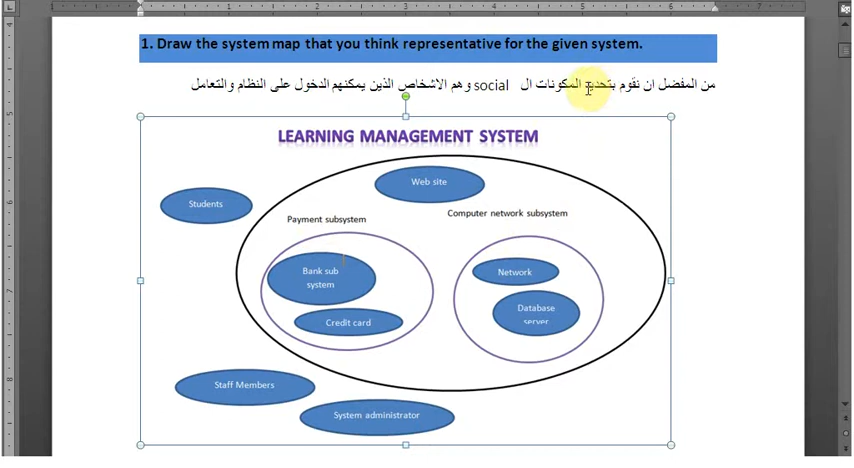 1. Draw the system map that you think representative for the given system.
من المفضل ان نقوم بتحديد المكونات ال social وهم الاشخاص الذين يمكنهم الدخول على النظام والتعامل
LEARNING MANAGEMENT SYSTEM
Web site
Students
Payment subsystem
Computer network subsystem
Bank sub
system
Network
Database
server
Credit card
Staff Members
System administrator